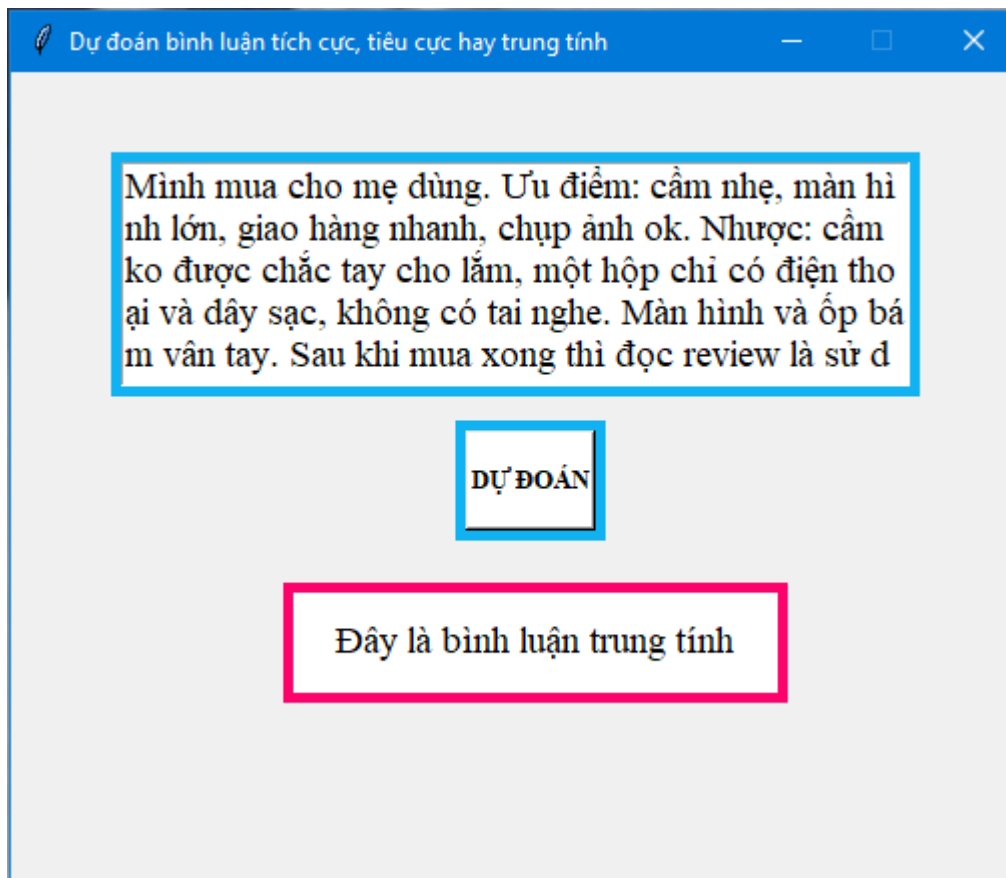 Dự đoán bình luận tích cực, tiêu cực hay trung tính
Mình mua cho mẹ dùng. Ưu điểm: cầm nhẹ, màn hì
nh lớn, giao hàng nhanh, chụp ảnh ok. Nhược: cầm
ko được chắc tay cho lắm, một hộp chỉ có điện tho
ại và dây sạc, không có tai nghe. Màn hình và ốp bá
m vân tay. Sau khi mua xong thì đọc review là sử d
DỰ ĐOÁN
Đây là bình luận trung tính